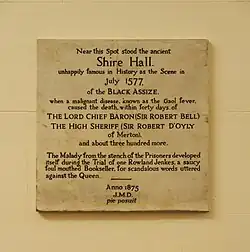 Near this Spot stood the ancient
Shire Hall.
unhappily famous in History as the Scene in
July 1577,
of the BLACK ASSIZE.
when a malignant disease, known as the Gaol fever,
caused the death, within forty days of
THE LORD CHIEF BARON (SIR ROBERT BELL)
THE HIGH SHERIFF (SIR ROBERT D'OYLY
of Merton).
and about three hundred more.
The Malady from the stench of the Prisoners developed
itself during the Trial of one Rowland Jenkes, a saucy
foul mouthed Bookseller, for scandalous words uttered
against the Queen.
Anno 1875
J.M.D.
pie posuit